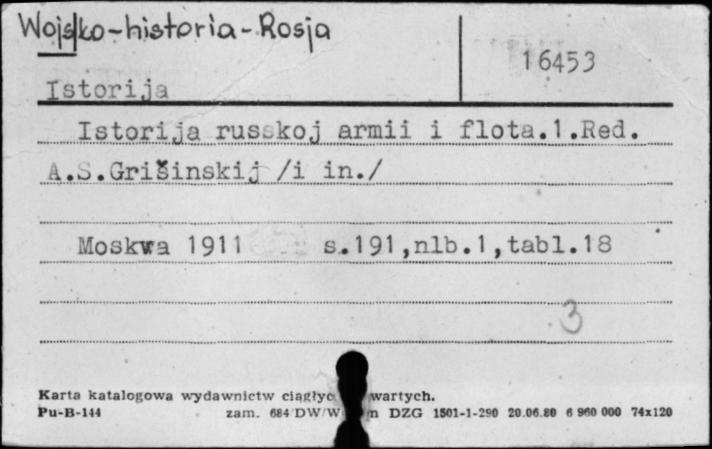 Wojsko-historia-Rosja
16453
Istorija
Istorija russkoj armii i flota.1.Red.
A.S.Grišinskij /i in./
Moskwa 1911 s.191,nlb.1,tabl.18
3
Karta katalogowa wydawnictw wartych.
Pu-B-144 zam. 684 DW/W n DZG 1501-1-290 20.06.80 6 960 000 74x120